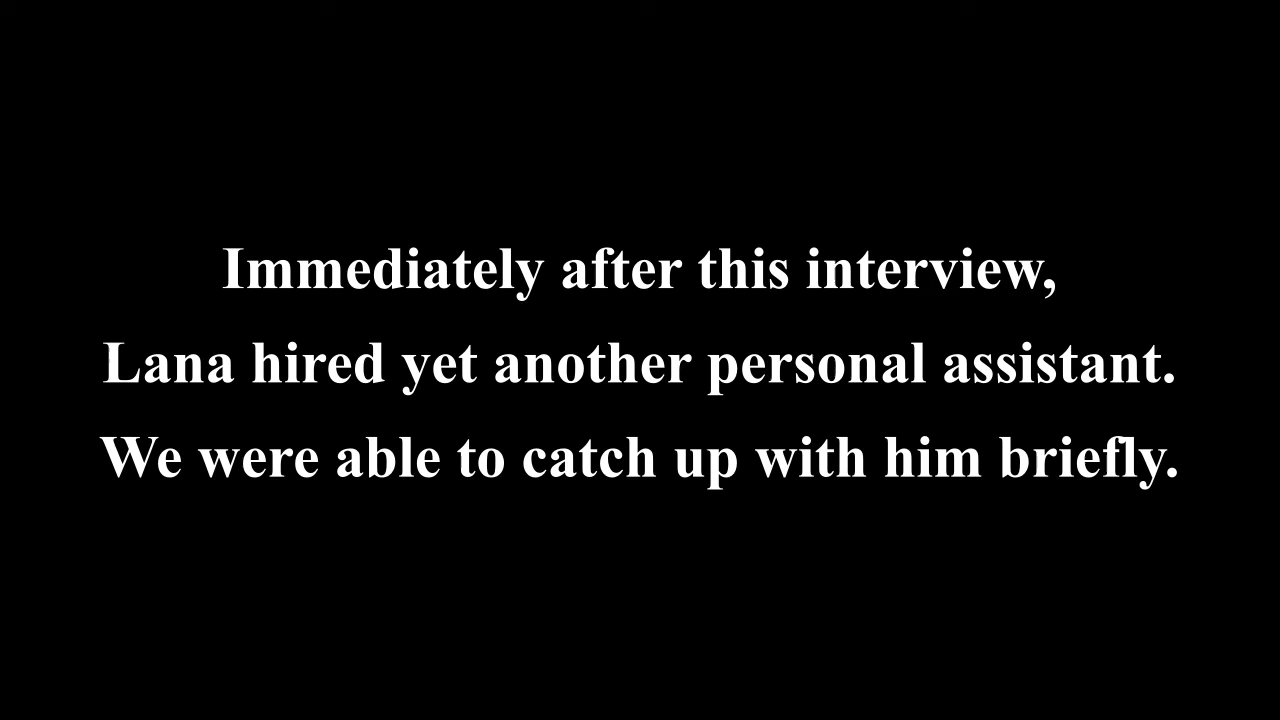 Immediately after this interview,
Lana hired yet another personal assistant.
We were able to catch up with him briefly.